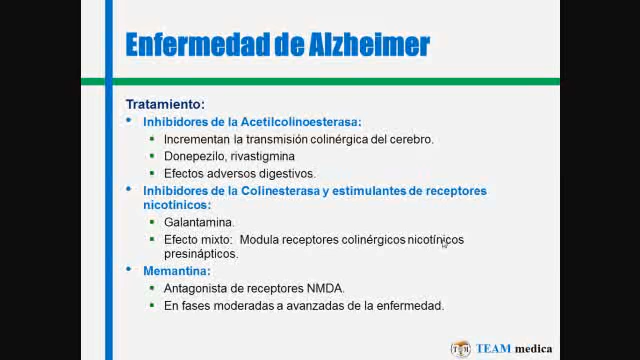 Enfermedad de Alzheimer
Tratamiento:
• Inhibidores de la Acetilcolinoesterasa:
▪ Incrementan la transmisión colinérgica del cerebro.
▪ Donepezilo, rivastigmina
▪ Efectos adversos digestivos.
• Inhibidores de la Colinesterasa y estimulantes de receptores
nicotínicos:
▪ Galantamina.
▪ Efecto mixto: Modula receptores colinérgicos nicotínicos
presinápticos.
• Memantina:
▪ Antagonista de receptores NMDA.
▪ En fases moderadas a avanzadas de la enfermedad.
TM TEAM medica